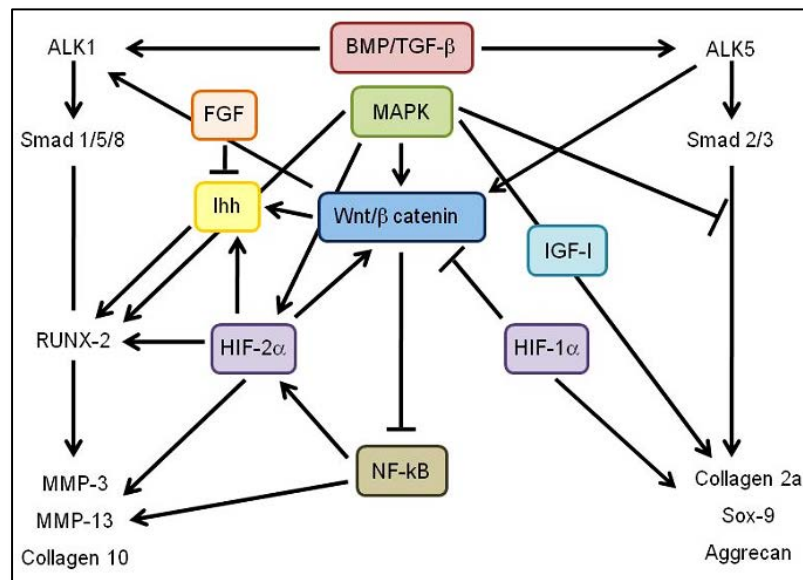 ALK1
BMP/TGF-β
ALK5
FGF
MAPK
Smad 1/5/8
Smad 2/3
Ihh
Wnt/β catenin
IGF-I
RUNX-2
HIF-2α
HIF-1α
MMP-3
NF-kB
Collagen 2a
MMP-13
Sox-9
Collagen 10
Aggrecan